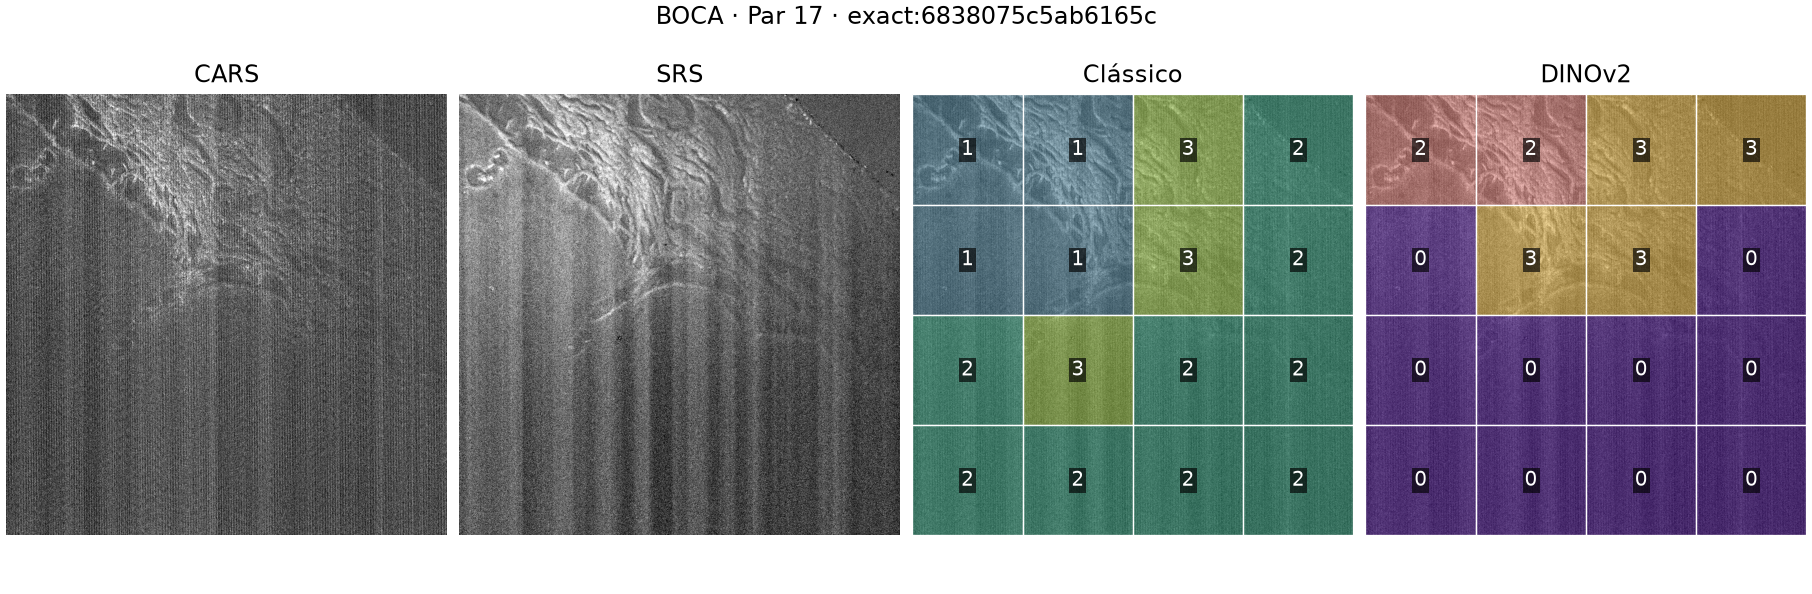 BOCA · Par 17 · exact:6838075c5ab6165c
CARS SRS Clássico DINOv2
1 1 3 2 2 2 3 3
1 1 3 2 0 3 3 0
2 3 2 2 0 0 0 0
2 2 2 2 0 0 0 0